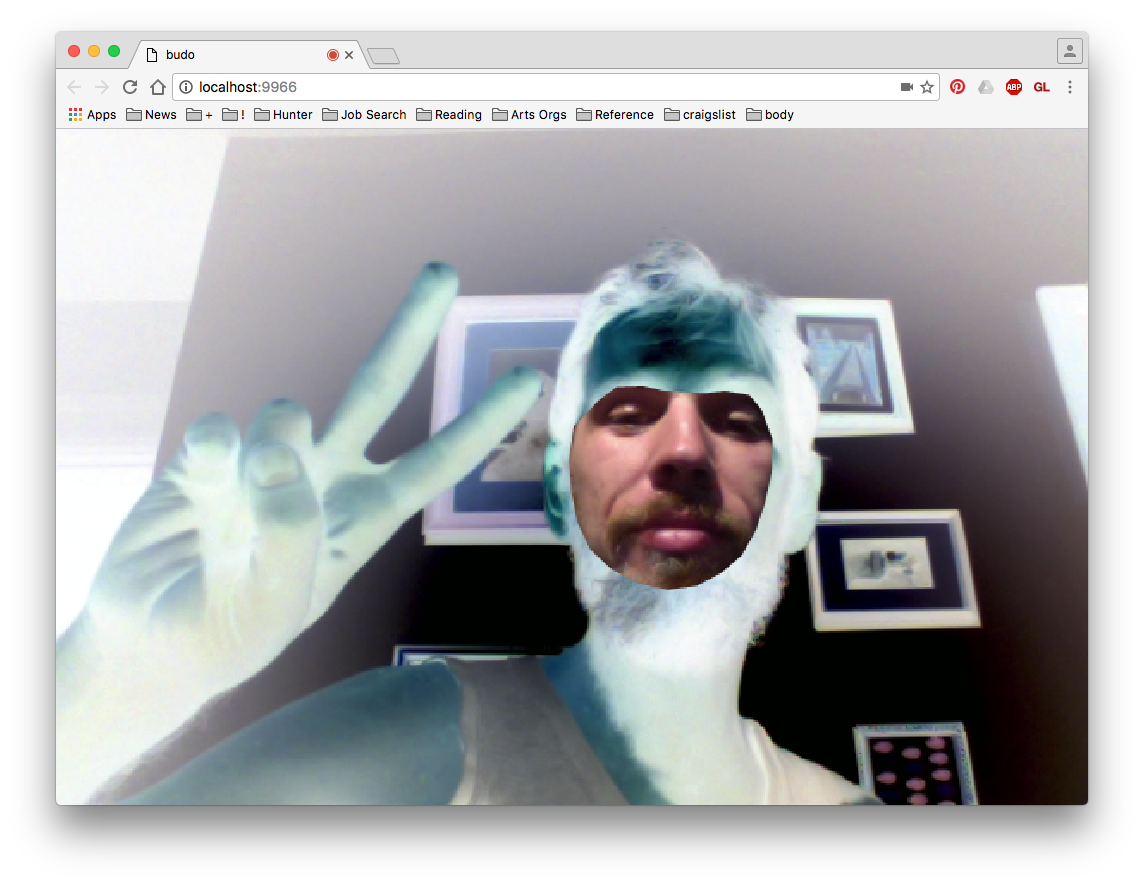 budo
localhost:9966
ABP
GL
Apps News + ! Hunter Job Search Reading Arts Orgs Reference craigslist body